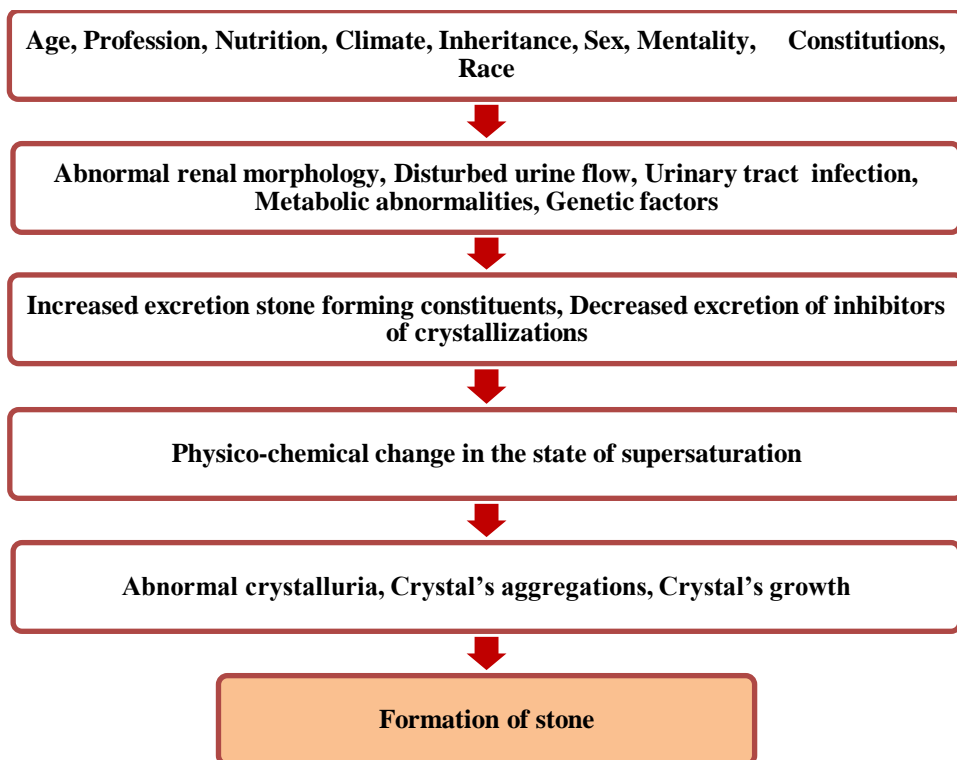 Age, Profession, Nutrition, Climate, Inheritance, Sex, Mentality, Constitutions,
Race
Abnormal renal morphology, Disturbed urine flow, Urinary tract infection,
Metabolic abnormalities, Genetic factors
Increased excretion stone forming constituents, Decreased excretion of inhibitors
of crystallizations
Physico-chemical change in the state of supersaturation
Abnormal crystalluria, Crystal’s aggregations, Crystal’s growth
Formation of stone